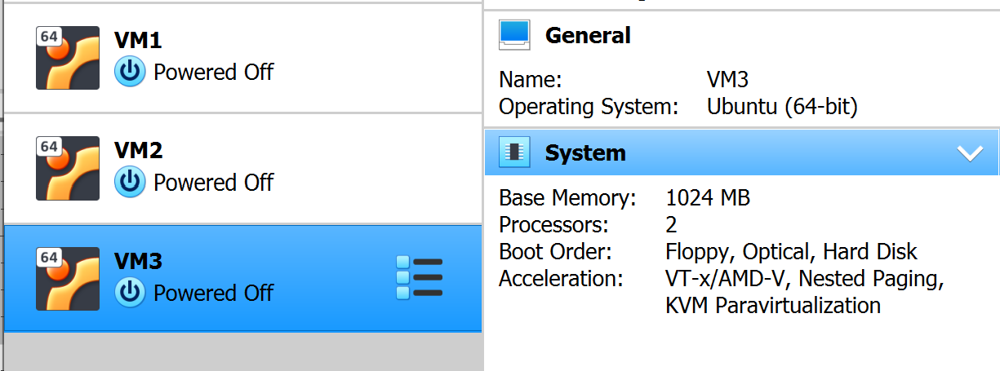 64
VM1
Powered Off
64
VM2
Powered Off
64
VM3
Powered Off
General
Name: VM3
Operating System: Ubuntu (64-bit)
System
Base Memory: 1024 MB
Processors: 2
Boot Order: Floppy, Optical, Hard Disk
Acceleration: VT-x/AMD-V, Nested Paging,
KVM Paravirtualization